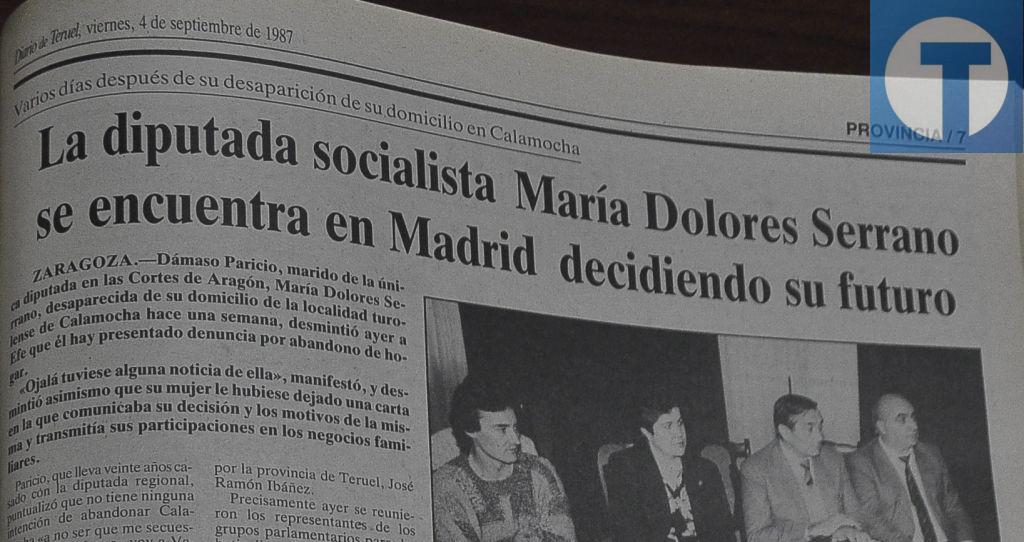 Diario de Teruel, viernes, 4 de septiembre de 1987
PROVINCIA / 7
T
Varios días después de su desaparición de su domicilio en Calamocha
La diputada socialista María Dolores Serrano
se encuentra en Madrid decidiendo su futuro
ZARAGOZA.—Dámaso Paricio, marido de la úni-
ca diputada en las Cortes de Aragón, María Dolores Se-
rrano, desaparecida de su domicilio de la localidad turo-
lense de Calamocha hace una semana, desmintió ayer a
Efe que él hay presentado denuncia por abandono de ho-
gar.
«Ojalá tuviese alguna noticia de ella», manifestó, y des-
mintió asimismo que su mujer le hubiese dejado una carta
en la que comunicaba su decisión y los motivos de la mis-
ma y transmitía sus participaciones en los negocios fami-
liares.
Paricio, que lleva veinte años ca-
sado con la diputada regional,
puntualizó que no tiene ninguna
intención de abandonar Cala-
«a no ser que me secues-
por la provincia de Teruel, José
Ramón Ibáñez.
Precisamente ayer se reunie-
ron los representantes de los
grupos parlamentarios